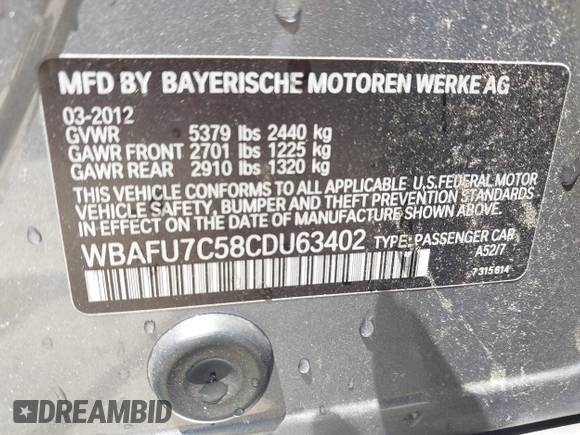 MFD BY BAYERISCHE MOTOREN WERKE AG
03-2012
GVWR 5379 lbs 2440 kg
GAWR FRONT 2701 lbs 1225 kg
GAWR REAR 2910 lbs 1320 kg
THIS VEHICLE CONFORMS TO ALL APPLICABLE U.S.FEDERAL MOTOR
VEHICLE SAFETY, BUMPER AND THEFT PREVENTION STANDARDS
IN EFFECT ON THE DATE OF MANUFACTURE SHOWN ABOVE.
WBAFU7C58CDU63402 TYPE: PASSENGER CAR
A52/7
7315814
DREAMBID